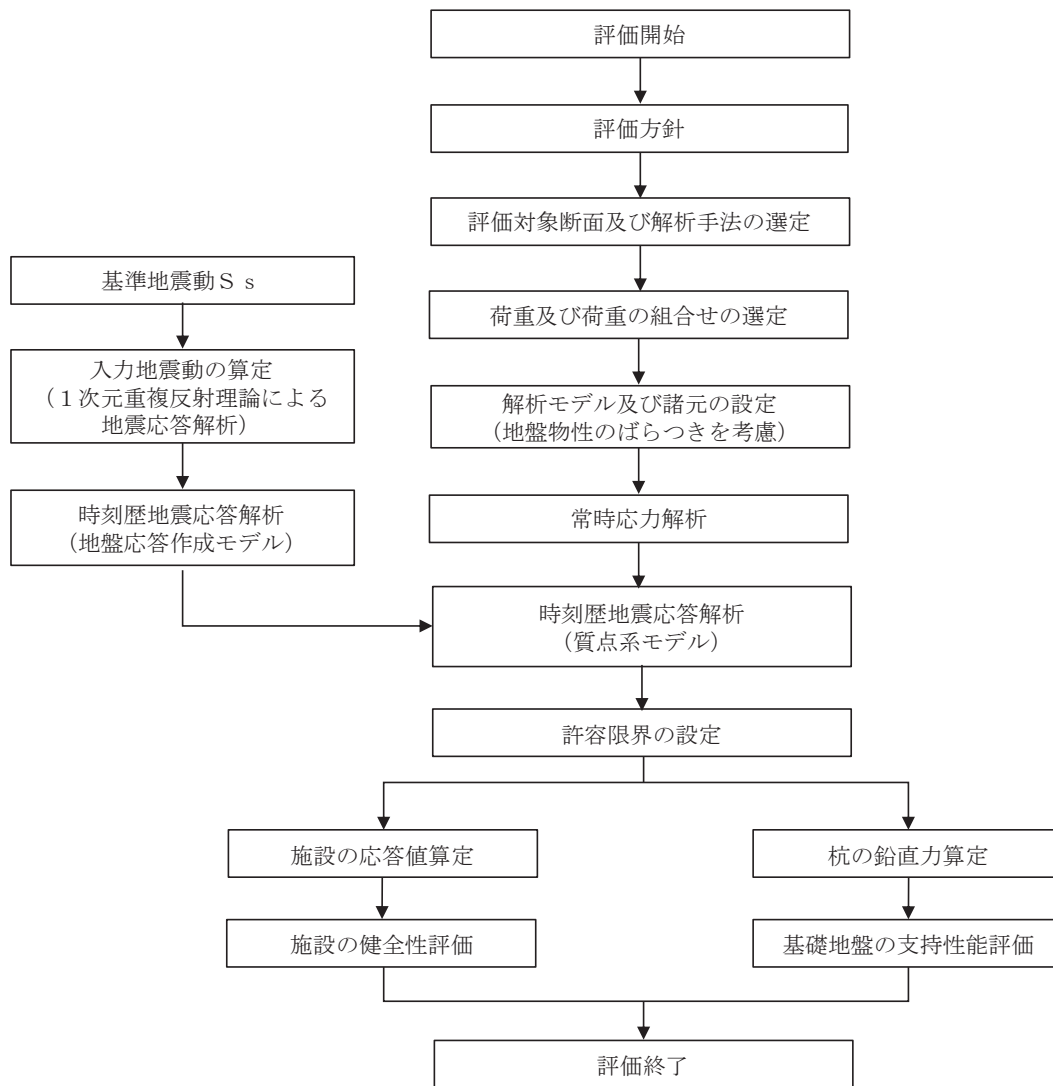 評価開始
評価方針
評価対象断面及び解析手法の選定
基準地震動Ｓｓ
荷重及び荷重の組合せの選定
入力地震動の算定
（１次元重複反射理論による
地震応答解析）
解析モデル及び諸元の設定
（地盤物性のばらつきを考慮）
時刻歴地震応答解析
（地盤応答作成モデル）
常時応力解析
時刻歴地震応答解析
（質点系モデル）
許容限界の設定
施設の応答値算定
杭の鉛直力算定
施設の健全性評価
基礎地盤の支持性能評価
評価終了